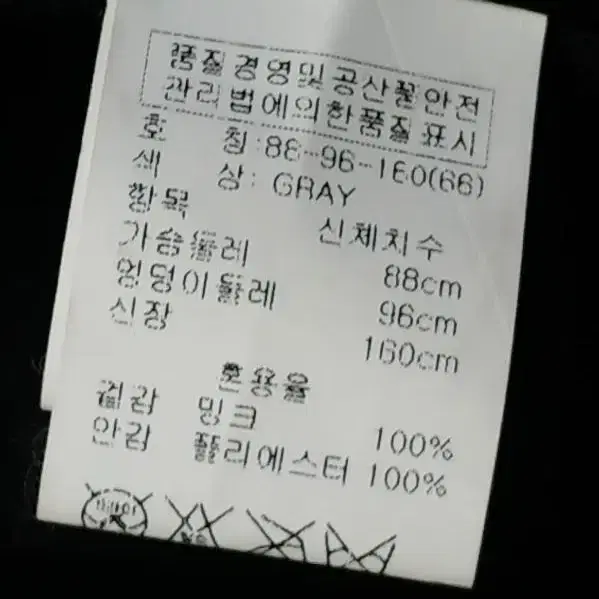 품질경영및공산품안전
관리법에의한품질표시
호 칭:88-96-160(66)
색 상: GRAY
항목 신체치수
가슴둘레 88cm
엉덩이둘레 96cm
신장 160cm
혼용율
겉감 밍크 100%
안감 폴리에스터 100%